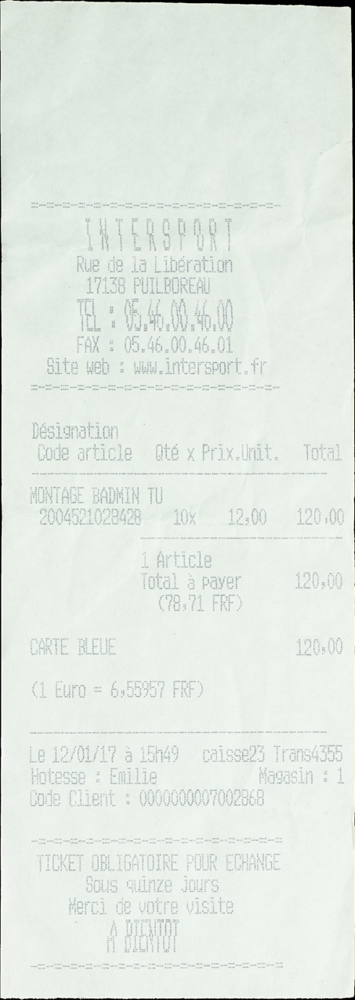 INTERSPORT
Rue de la Libération
17138 PUILBOREAU
TEL : 05.46.00.46.00
FAX : 05.46.00.46.01
Site web : www.intersport.fr
Désignation
Code article Qté x Prix.Unit. Total
MONTAGE BADMIN TU
2004521028428 10x 12,00 120,00
1 Article
Total à payer 120,00
(78,71 FRF)
CARTE BLEUE 120,00
(1 Euro = 6,55957 FRF)
Le 12/01/17 à 15h49 caisse23 Trans4355
Hotesse : Emilie Magasin : 1
Code Client : 0000000007002868
TICKET OBLIGATOIRE POUR ECHANGE
Sous quinze jours
Merci de votre visite
A BIENTOT